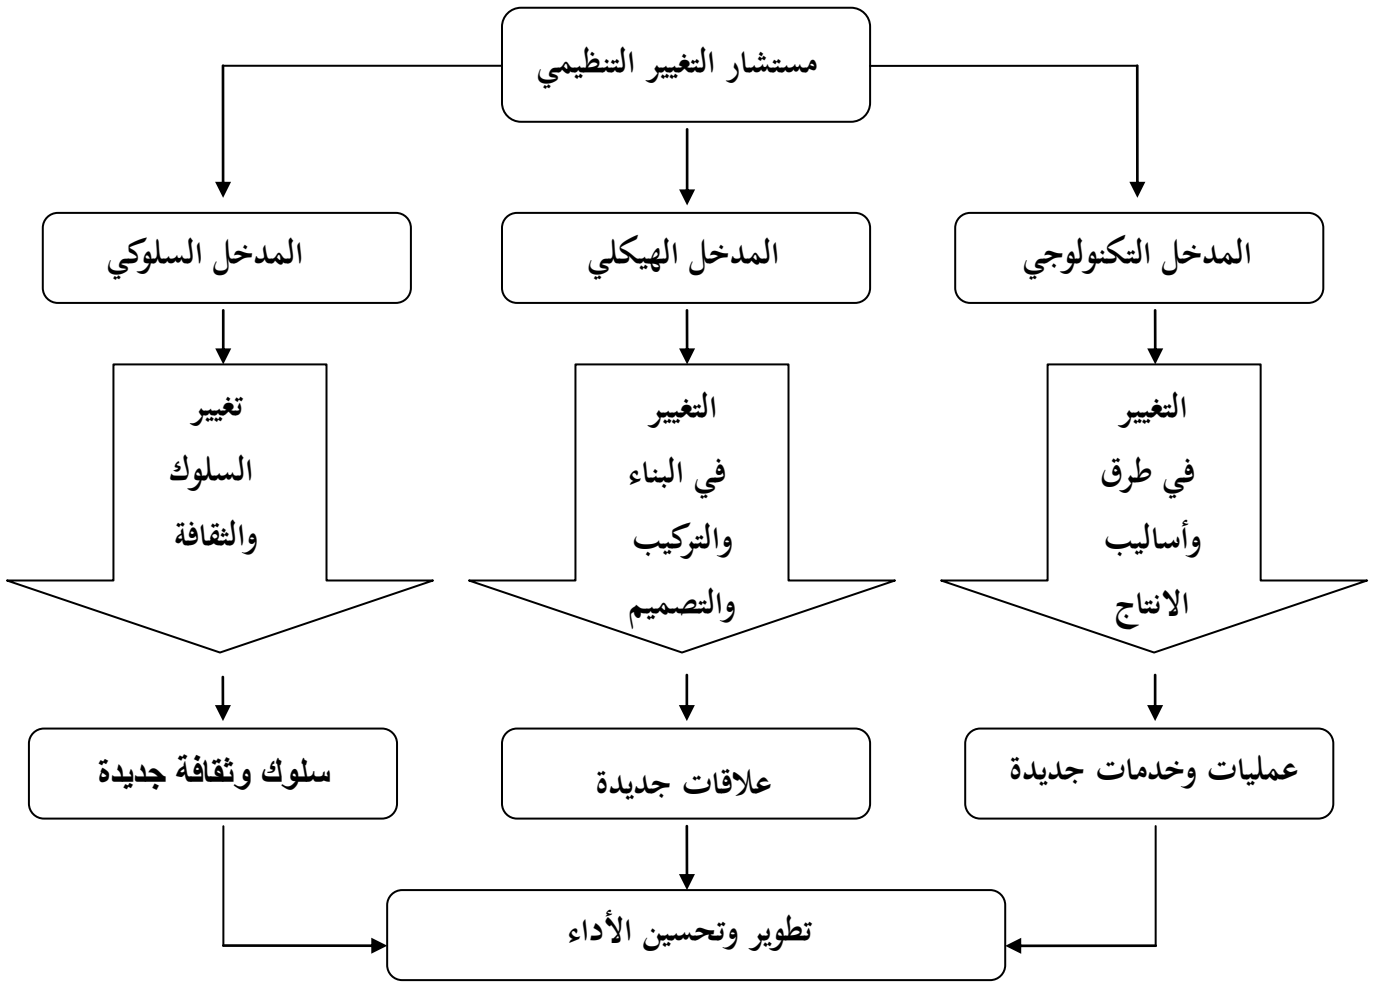 مستشار التغيير التنظيمي
المدخل التكنولوجي
المدخل الهيكلي
المدخل السلوكي
التغيير
في طرق
وأساليب
الانتاج
التغيير
في البناء
والتركيب
والتصميم
تغيير
السلوك
والثقافة
عمليات وخدمات جديدة
علاقات جديدة
سلوك وثقافة جديدة
تطوير وتحسين الأداء